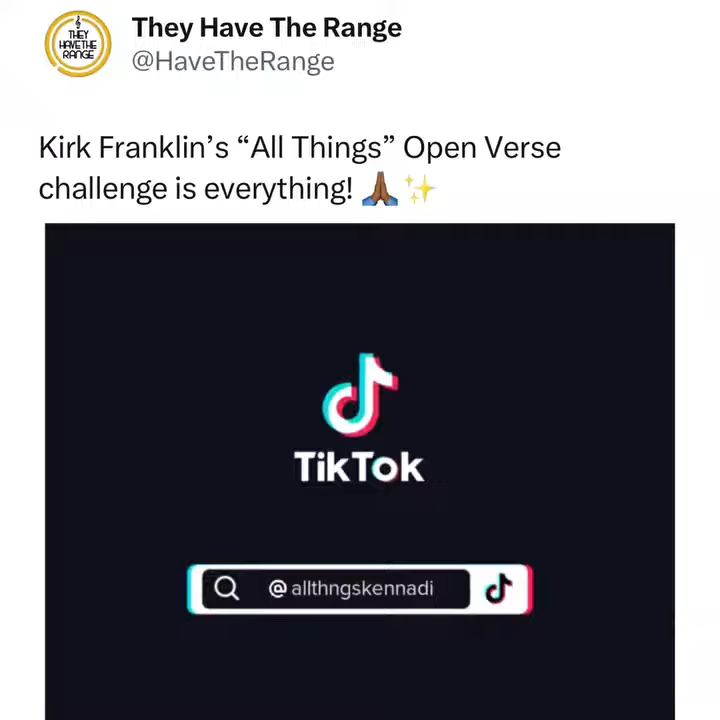 THEY
HAVE THE
RANGE
They Have The Range
@HaveTheRange
Kirk Franklin’s “All Things” Open Verse
challenge is everything! 🙏🏾✨
TikTok
@allthngskennadi